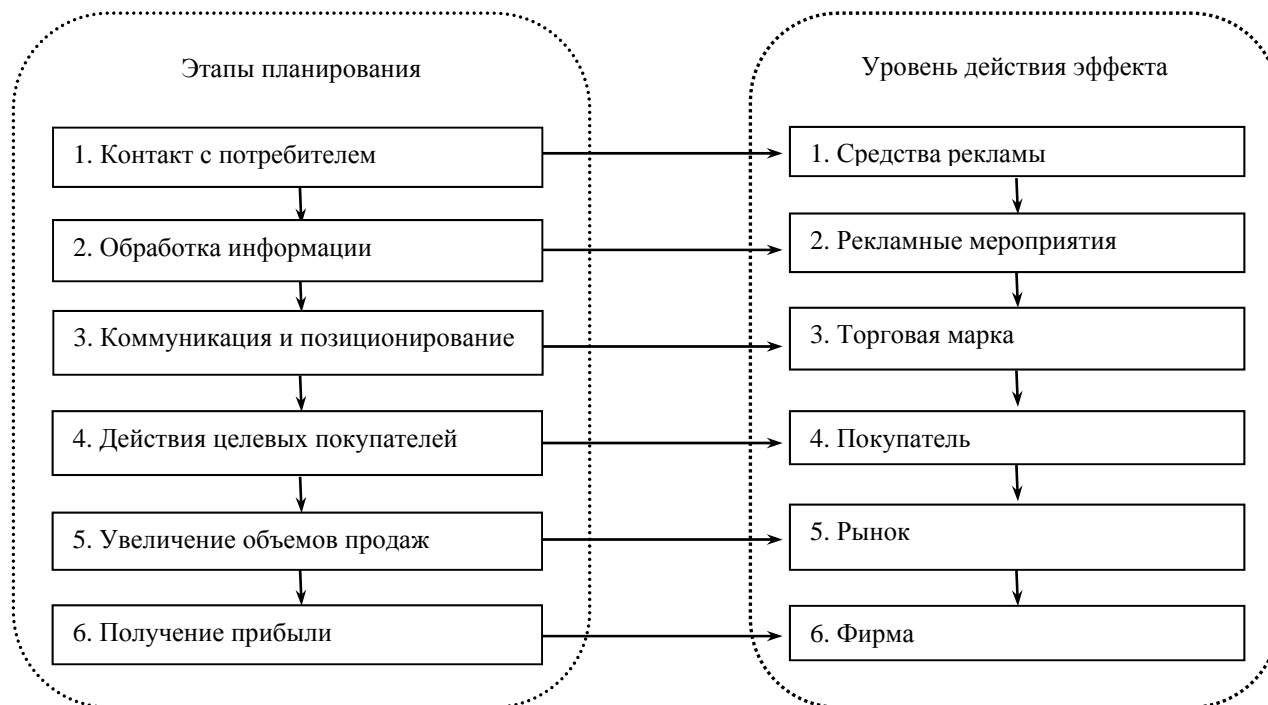 Этапы планирования
1. Контакт с потребителем
2. Обработка информации
3. Коммуникация и позиционирование
4. Действия целевых покупателей
5. Увеличение объемов продаж
6. Получение прибыли
Уровень действия эффекта
1. Средства рекламы
2. Рекламные мероприятия
3. Торговая марка
4. Покупатель
5. Рынок
6. Фирма